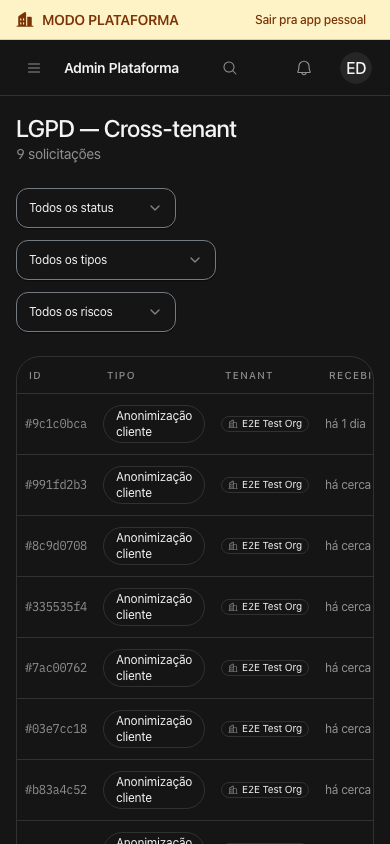 MODO PLATAFORMA
Sair pra app pessoal
Admin Plataforma
ED
LGPD — Cross-tenant
9 solicitações
Todos os status
Todos os tipos
Todos os riscos
ID TIPO TENANT RECEBI
#9c1c0bca Anonimização cliente E2E Test Org há 1 dia
#991fd2b3 Anonimização cliente E2E Test Org há cerca
#8c9d0708 Anonimização cliente E2E Test Org há cerca
#335535f4 Anonimização cliente E2E Test Org há cerca
#7ac00762 Anonimização cliente E2E Test Org há cerca
#03e7cc18 Anonimização cliente E2E Test Org há cerca
#b83a4c52 Anonimização cliente E2E Test Org há cerca
Anonimização